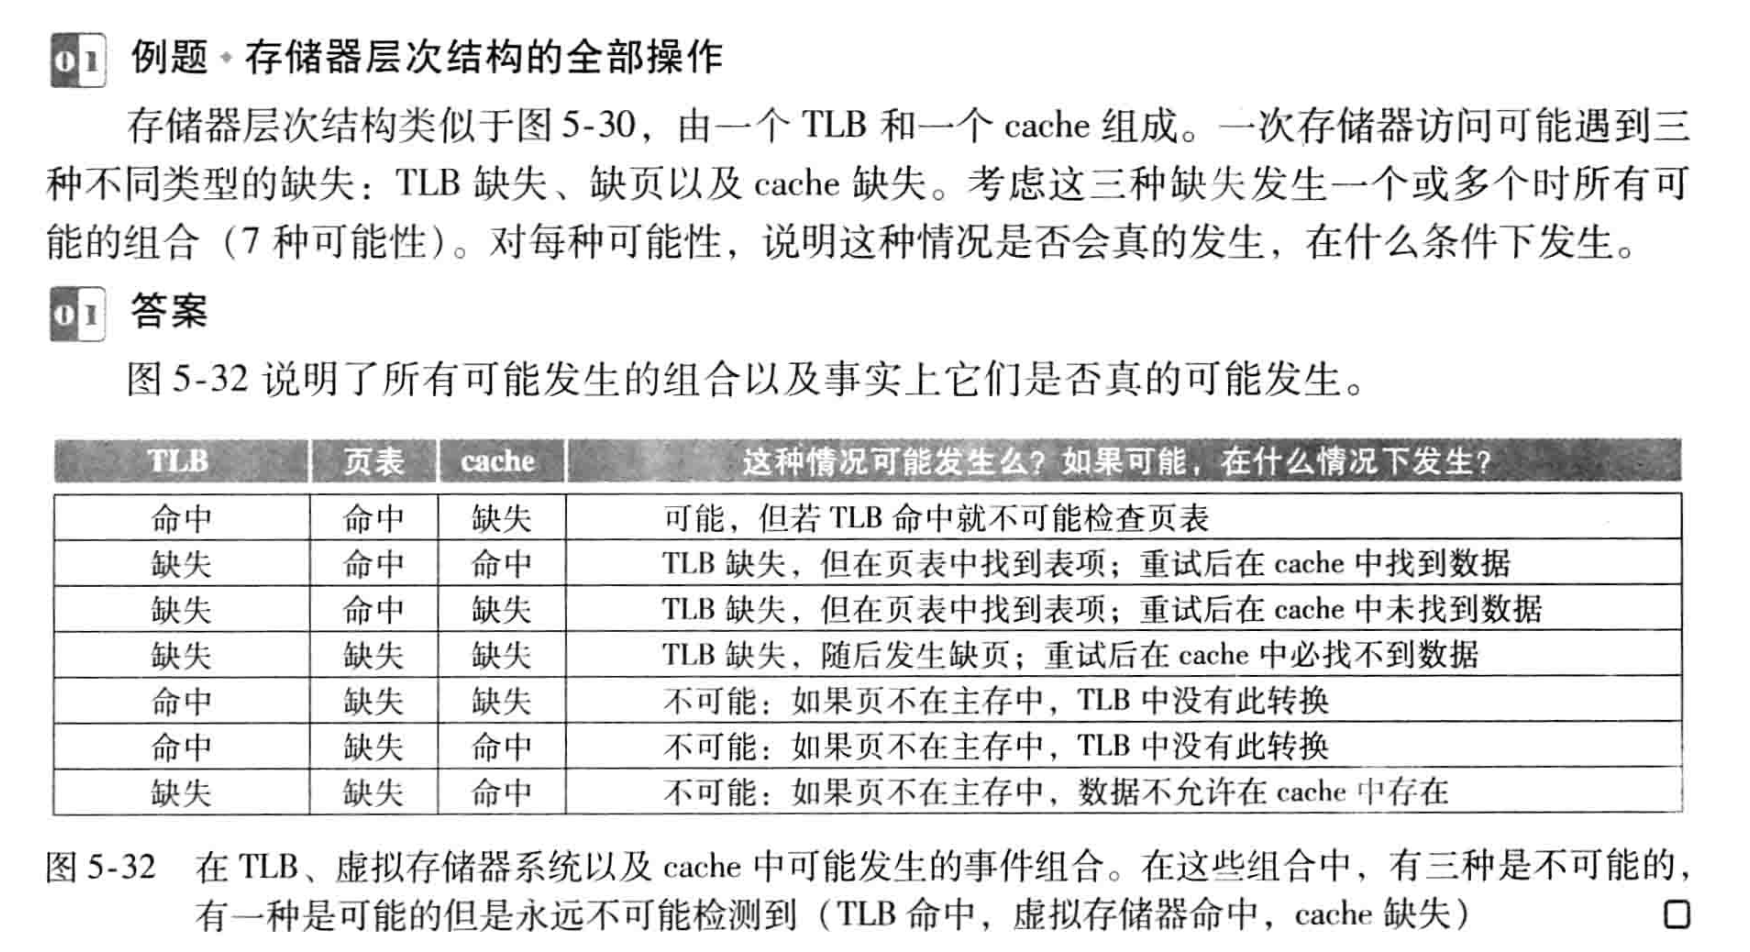 01 例题·存储器层次结构的全部操作
存储器层次结构类似于图 5-30，由一个 TLB 和一个 cache 组成。一次存储器访问可能遇到三
种不同类型的缺失：TLB 缺失、缺页以及 cache 缺失。考虑这三种缺失发生一个或多个时所有可
能的组合（7 种可能性）。对每种可能性，说明这种情况是否会真的发生，在什么条件下发生。
01 答案
图 5-32 说明了所有可能发生的组合以及事实上它们是否真的可能发生。
TLB 页表 cache 这种情况可能发生么？如果可能，在什么情况下发生？
命中 命中 缺失 可能，但若 TLB 命中就不可能检查页表
缺失 命中 命中 TLB 缺失，但在页表中找到表项；重试后在 cache 中找到数据
缺失 命中 缺失 TLB 缺失，但在页表中找到表项；重试后在 cache 中未找到数据
缺失 缺失 缺失 TLB 缺失，随后发生缺页；重试后在 cache 中必找不到数据
命中 缺失 缺失 不可能：如果页不在主存中，TLB 中没有此转换
命中 缺失 命中 不可能：如果页不在主存中，TLB 中没有此转换
缺失 缺失 命中 不可能：如果页不在主存中，数据不允许在 cache 中存在
图 5-32 在 TLB、虚拟存储器系统以及 cache 中可能发生的事件组合。在这些组合中，有三种是不可能的，
有一种是可能的但是永远不可能检测到（TLB 命中，虚拟存储器命中，cache 缺失）